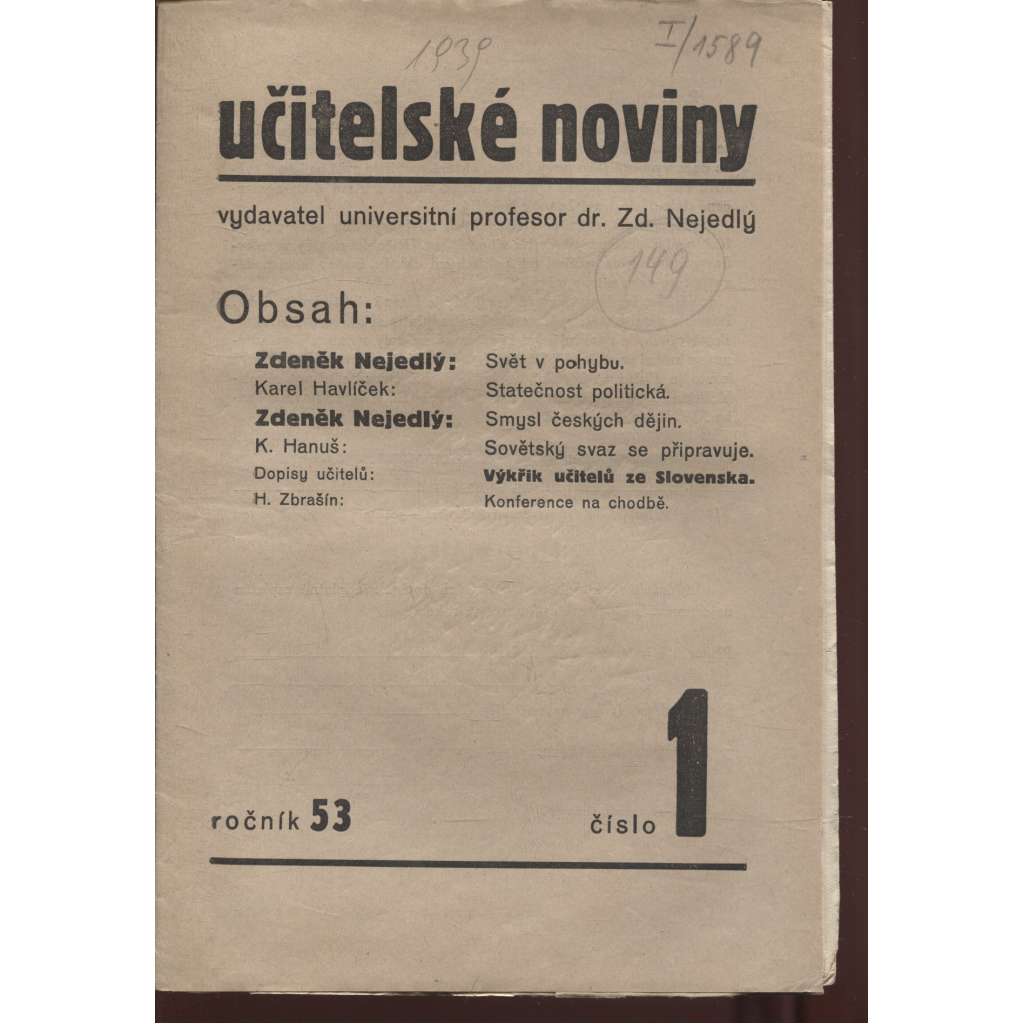 1939
I/1589
učitelské noviny
vydavatel universitní profesor dr. Zd. Nejedlý
149
Obsah:
Zdeněk Nejedlý: Svět v pohybu.
Karel Havlíček: Statečnost politická.
Zdeněk Nejedlý: Smysl českých dějin.
K. Hanuš: Sovětský svaz se připravuje.
Dopisy učitelů: Výkřik učitelů ze Slovenska.
H. Zbrašín: Konference na chodbě.
ročník 53 číslo 1